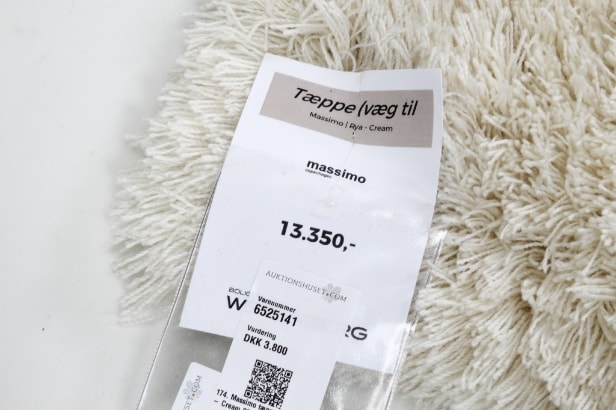 Tæppe (væg til
Massimo | Rya - Cream
massimo
copenhagen
13.350,-
AUKTIONSHUSET.COM
Varenummer
6525141
Vurdering
DKK 3.800
174. Massimo
– Cream